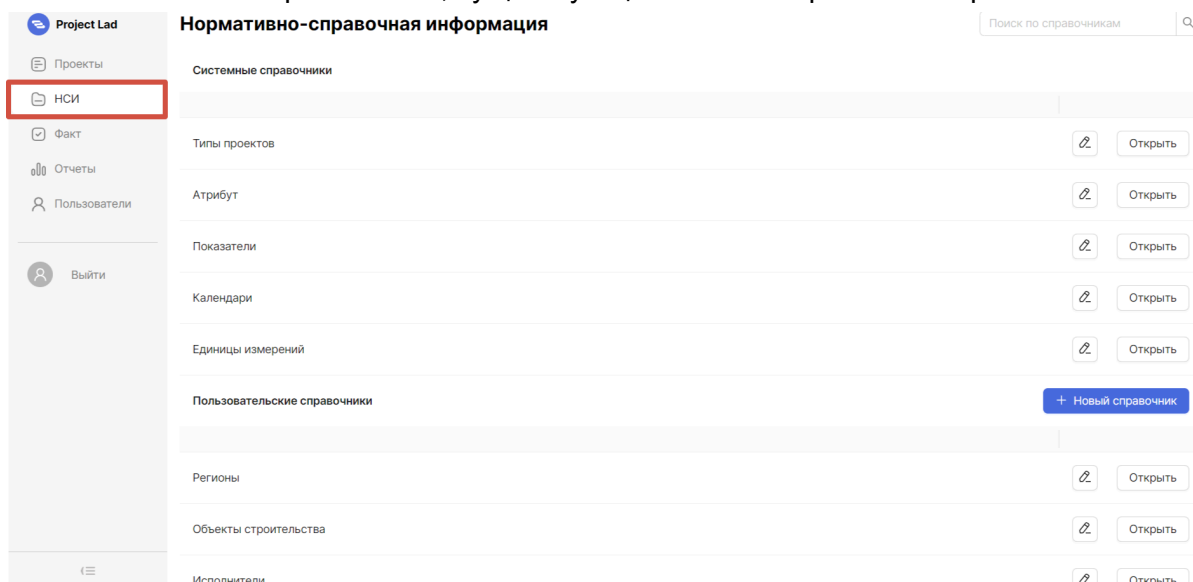 Project Lad
Нормативно-справочная информация
Поиск по справочникам
Проекты
НСИ
Факт
Отчеты
Пользователи
Выйти
Системные справочники
Типы проектов
Открыть
Атрибут
Открыть
Показатели
Открыть
Календари
Открыть
Единицы измерений
Открыть
Пользовательские справочники
+ Новый справочник
Регионы
Открыть
Объекты строительства
Открыть
Исполнители
Открыть